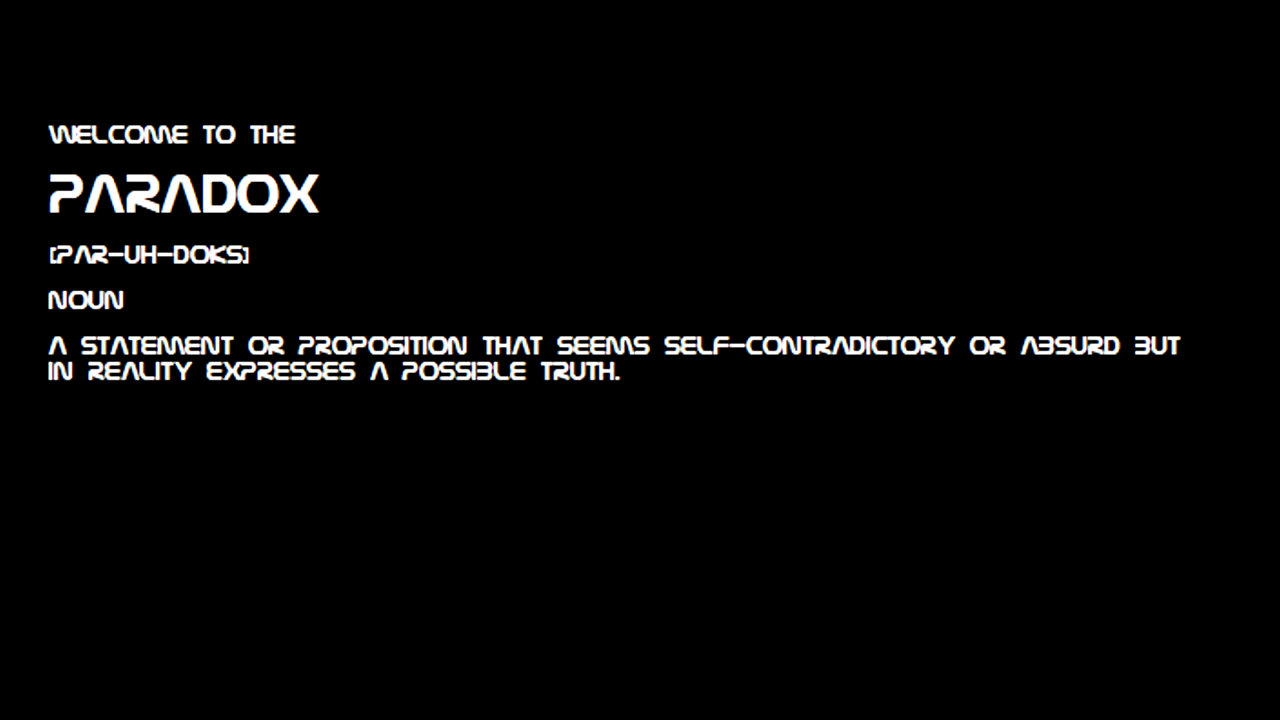 WELCOME TO THE
PARADOX
[PAR-UH-DOKS]
NOUN
A STATEMENT OR PROPOSITION THAT SEEMS SELF-CONTRADICTORY OR ABSURD BUT
IN REALITY EXPRESSES A POSSIBLE TRUTH.